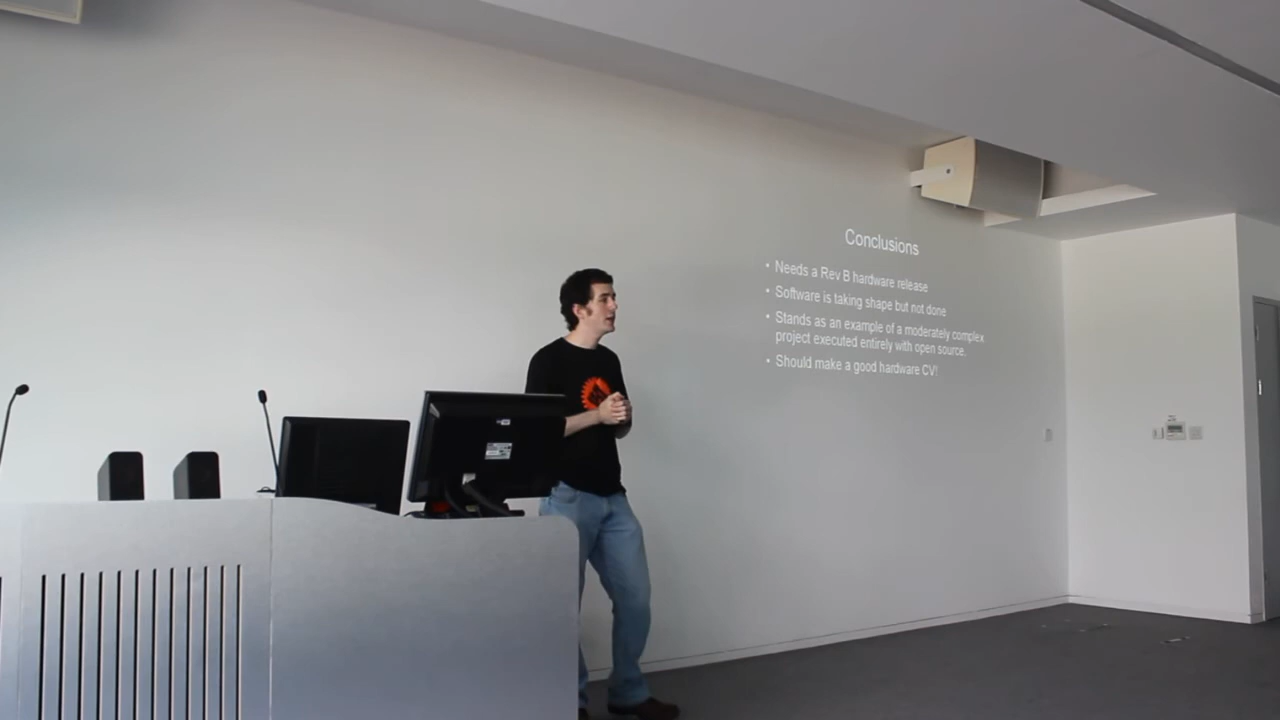 Conclusions
• Needs a Rev B hardware release
• Software is taking shape but not done
• Stands as an example of a moderately complex
project executed entirely with open source.
• Should make a good hardware CV!